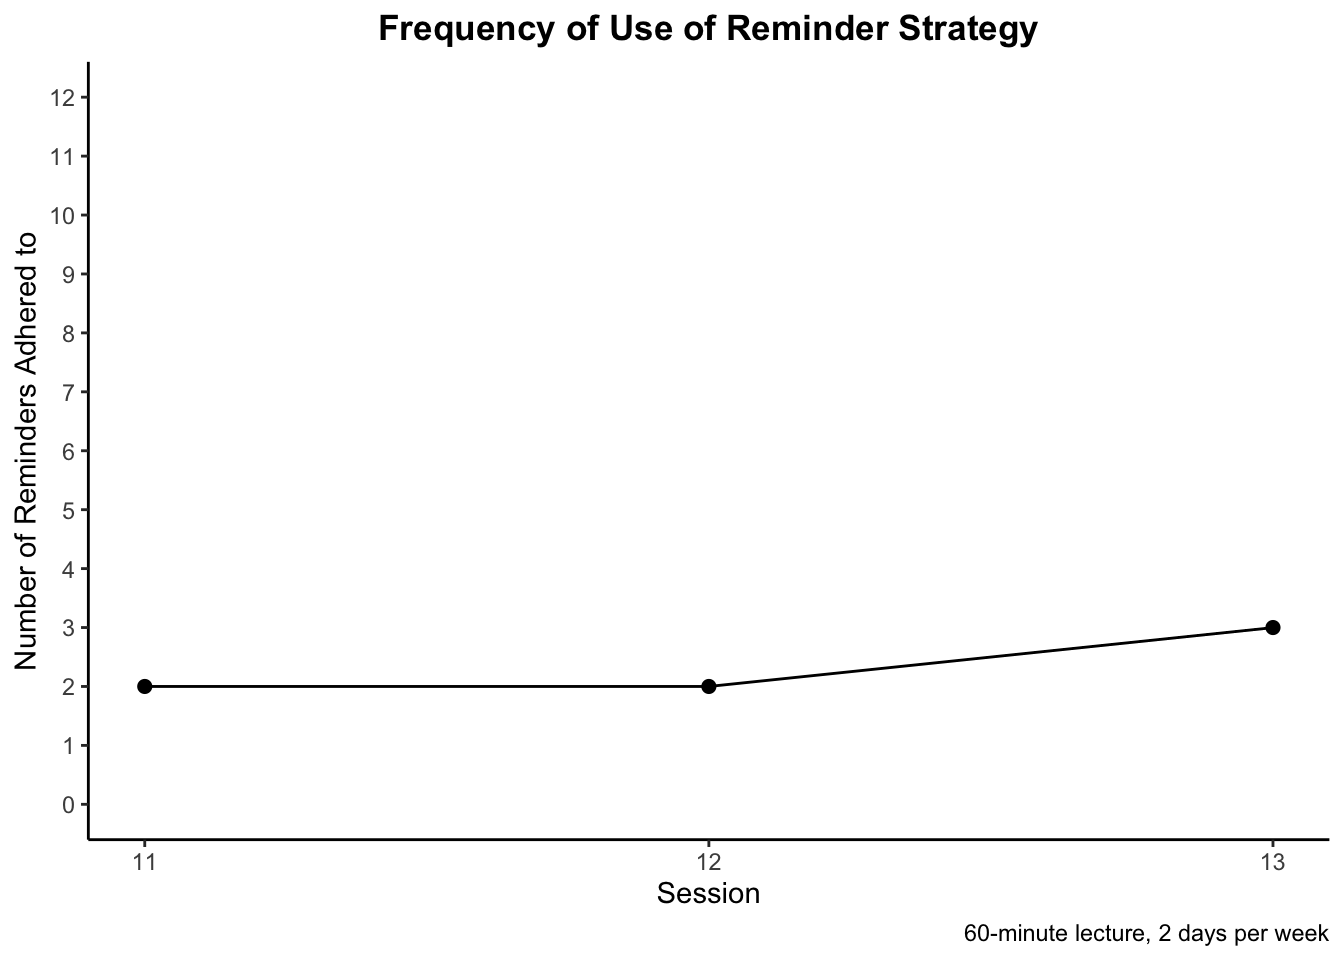 Frequency of Use of Reminder Strategy
Number of Reminders Adhered to
12
11
10
9
8
7
6
5
4
3
2
1
0
11 12 13
Session
60-minute lecture, 2 days per week